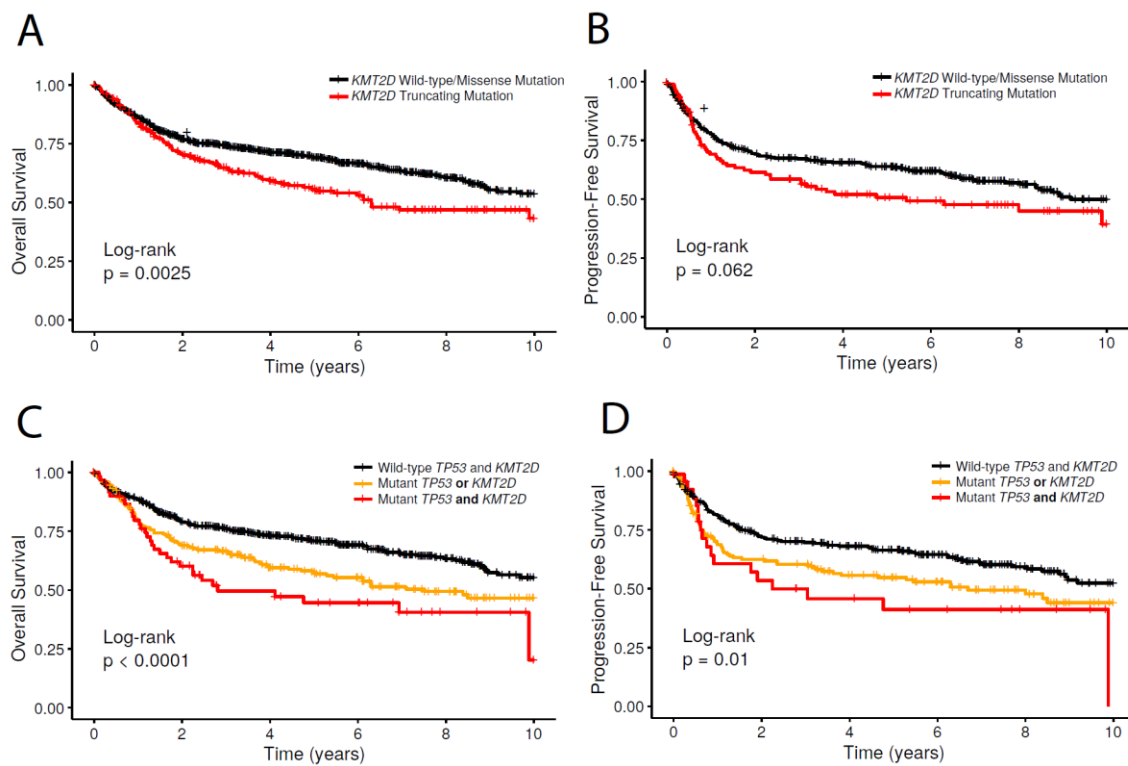 A
KMT2D Wild-type/Missense Mutation
KMT2D Truncating Mutation
Overall Survival
1.00
0.75
0.50
0.25
0.00
Log-rank
p = 0.0025
0 2 4 6 8 10
Time (years)
B
KMT2D Wild-type/Missense Mutation
KMT2D Truncating Mutation
Progression-Free Survival
1.00
0.75
0.50
0.25
0.00
Log-rank
p = 0.062
0 2 4 6 8 10
Time (years)
C
Wild-type TP53 and KMT2D
Mutant TP53 or KMT2D
Mutant TP53 and KMT2D
Overall Survival
1.00
0.75
0.50
0.25
0.00
Log-rank
p < 0.0001
0 2 4 6 8 10
Time (years)
D
Wild-type TP53 and KMT2D
Mutant TP53 or KMT2D
Mutant TP53 and KMT2D
Progression-Free Survival
1.00
0.75
0.50
0.25
0.00
Log-rank
p = 0.01
0 2 4 6 8 10
Time (years)